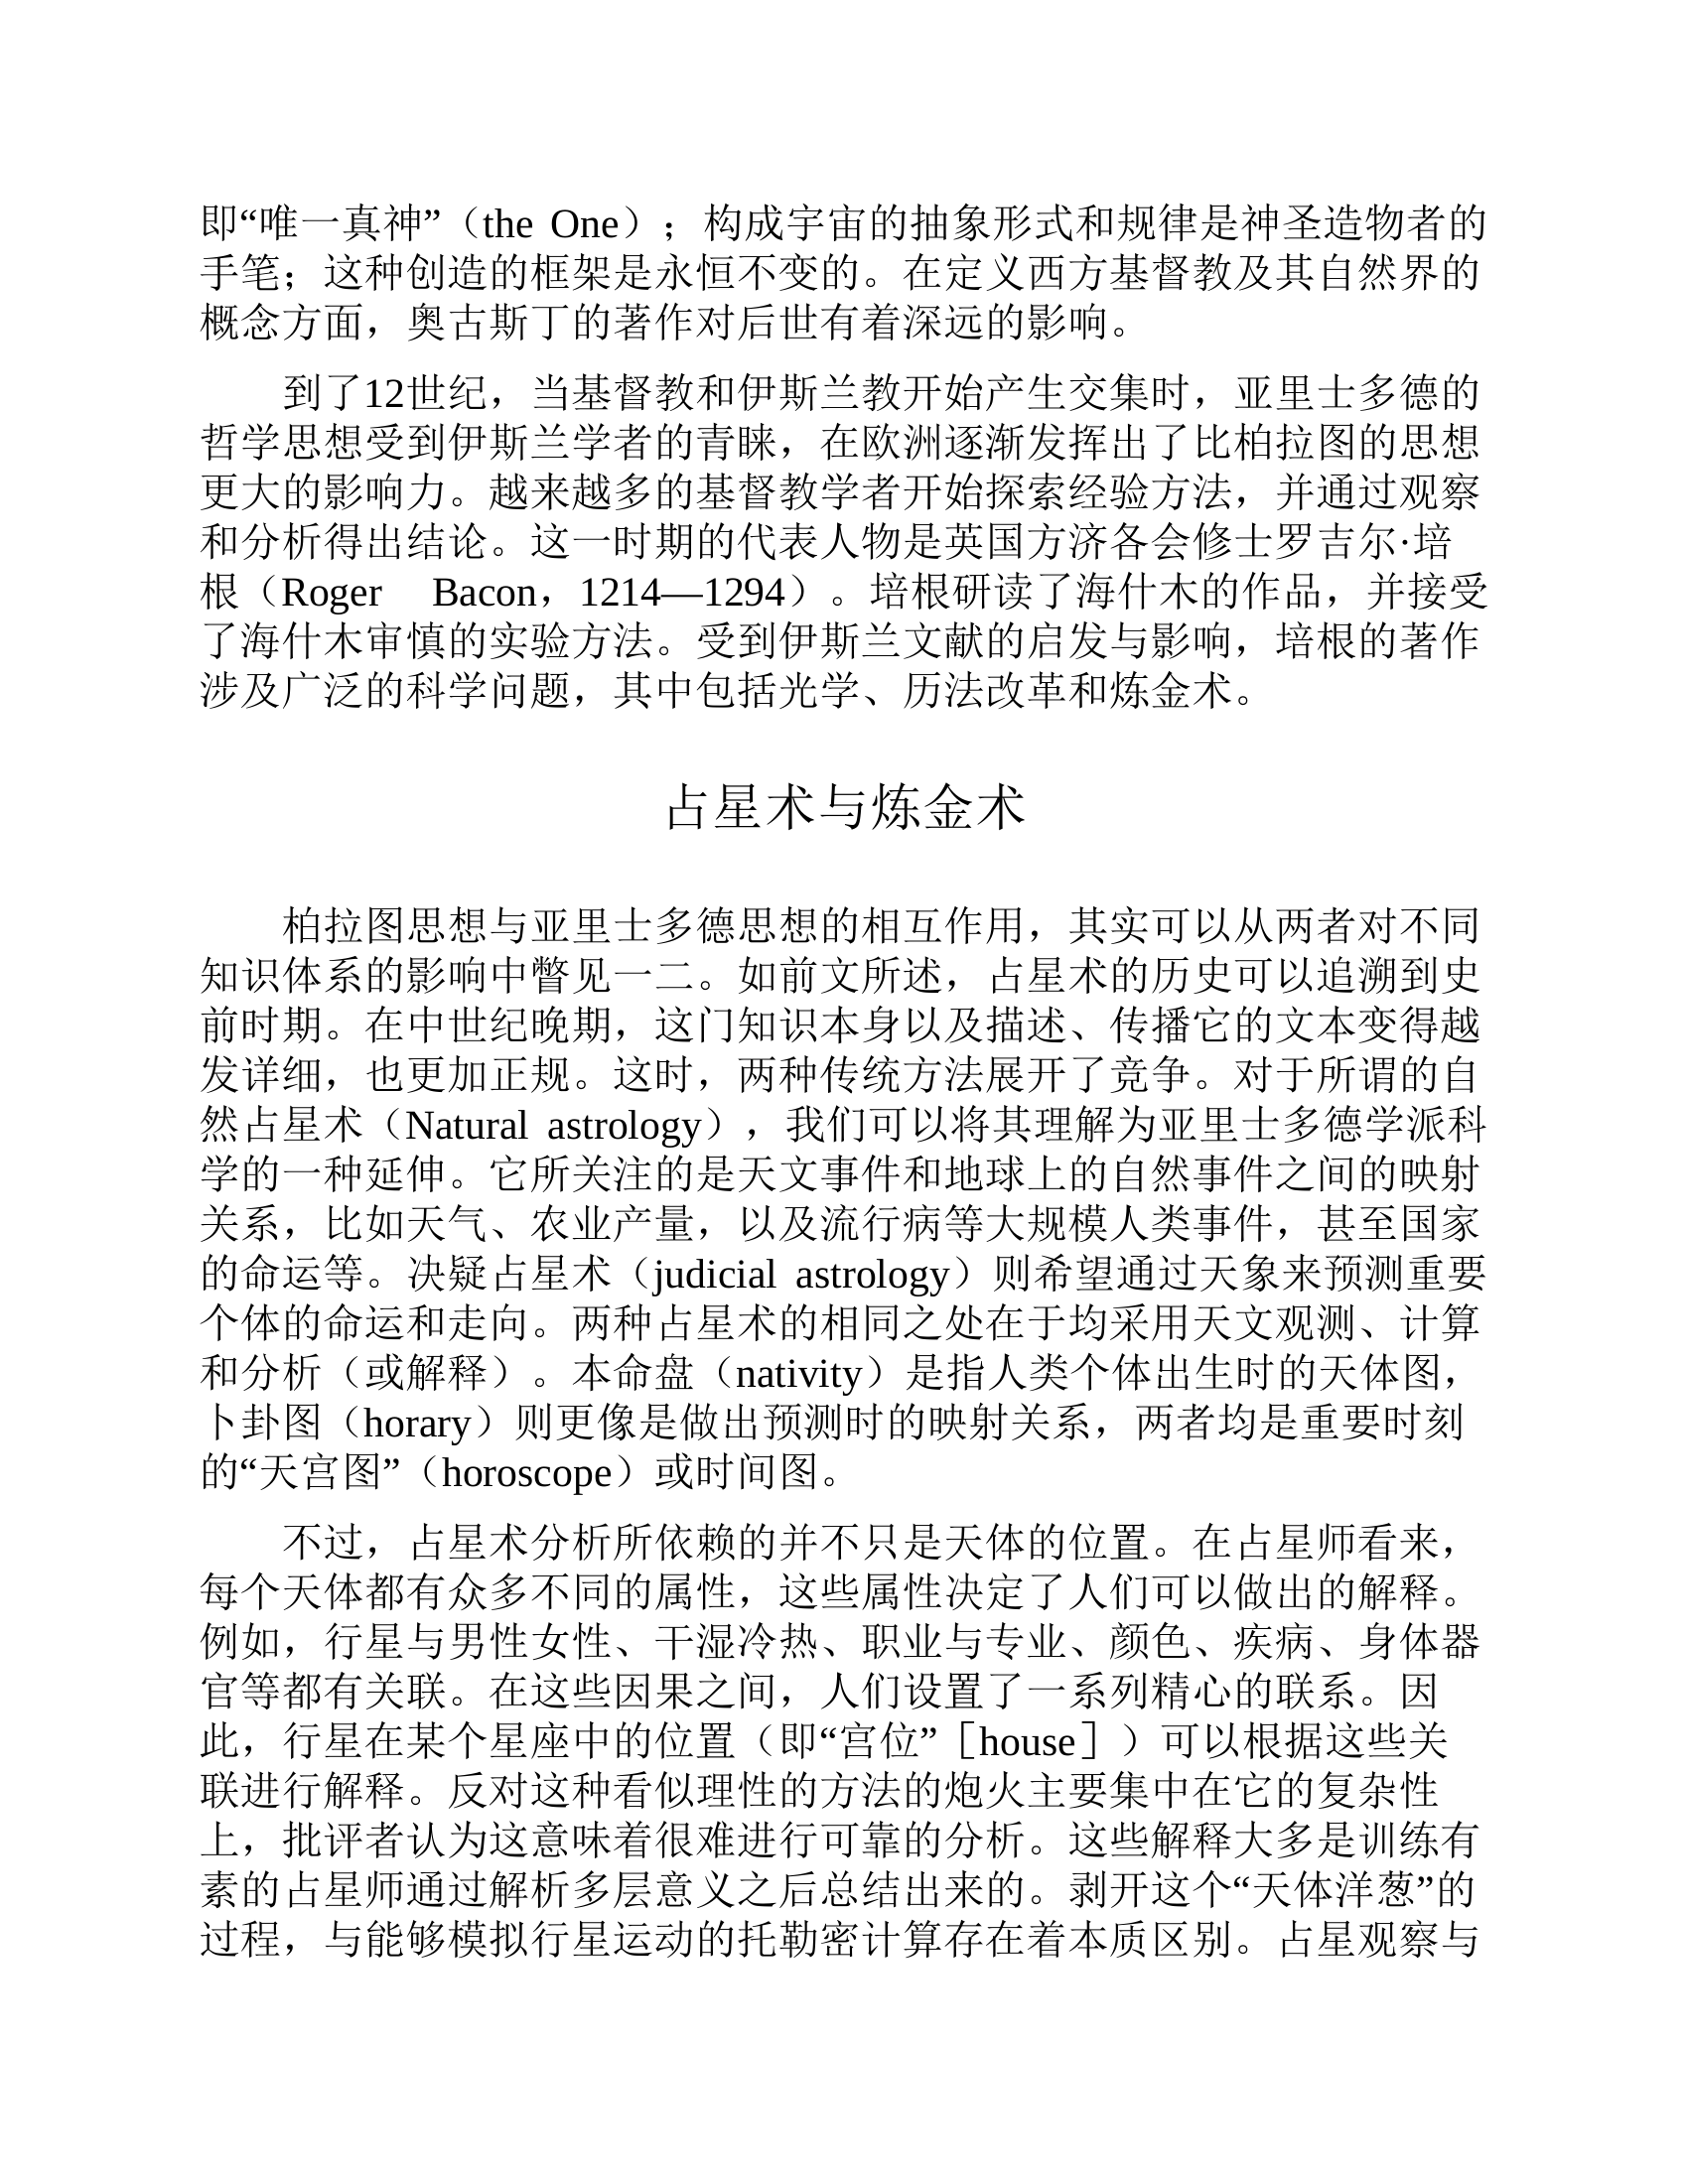 即“唯一真神”（the One）；构成宇宙的抽象形式和规律是神圣造物者的
手笔；这种创造的框架是永恒不变的。在定义西方基督教及其自然界的
概念方面，奥古斯丁的著作对后世有着深远的影响。
到了12世纪，当基督教和伊斯兰教开始产生交集时，亚里士多德的
哲学思想受到伊斯兰学者的青睐，在欧洲逐渐发挥出了比柏拉图的思想
更大的影响力。越来越多的基督教学者开始探索经验方法，并通过观察
和分析得出结论。这一时期的代表人物是英国方济各会修士罗吉尔·培
根（Roger Bacon，1214—1294）。培根研读了海什木的作品，并接受
了海什木审慎的实验方法。受到伊斯兰文献的启发与影响，培根的著作
涉及广泛的科学问题，其中包括光学、历法改革和炼金术。
占星术与炼金术
柏拉图思想与亚里士多德思想的相互作用，其实可以从两者对不同
知识体系的影响中瞥见一二。如前文所述，占星术的历史可以追溯到史
前时期。在中世纪晚期，这门知识本身以及描述、传播它的文本变得越
发详细，也更加正规。这时，两种传统方法展开了竞争。对于所谓的自
然占星术（Natural astrology），我们可以将其理解为亚里士多德学派科
学的一种延伸。它所关注的是天文事件和地球上的自然事件之间的映射
关系，比如天气、农业产量，以及流行病等大规模人类事件，甚至国家
的命运等。决疑占星术（judicial astrology）则希望通过天象来预测重要
个体的命运和走向。两种占星术的相同之处在于均采用天文观测、计算
和分析（或解释）。本命盘（nativity）是指人类个体出生时的天体图，
卜卦图（horary）则更像是做出预测时的映射关系，两者均是重要时刻
的“天宫图”（horoscope）或时间图。
不过，占星术分析所依赖的并不只是天体的位置。在占星师看来，
每个天体都有众多不同的属性，这些属性决定了人们可以做出的解释。
例如，行星与男性女性、干湿冷热、职业与专业、颜色、疾病、身体器
官等都有关联。在这些因果之间，人们设置了一系列精心的联系。因
此，行星在某个星座中的位置（即“宫位”［house］）可以根据这些关
联进行解释。反对这种看似理性的方法的炮火主要集中在它的复杂性
上，批评者认为这意味着很难进行可靠的分析。这些解释大多是训练有
素的占星师通过解析多层意义之后总结出来的。剥开这个“天体洋葱”的
过程，与能够模拟行星运动的托勒密计算存在着本质区别。占星观察与